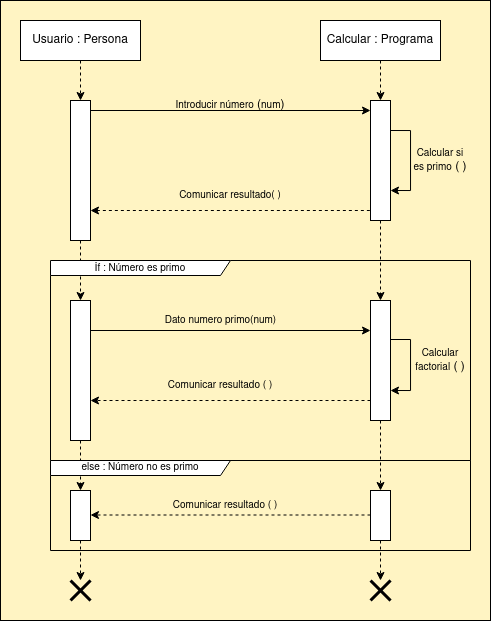 Usuario : Persona
Calcular : Programa
Introducir número (num)
Calcular si
es primo ( )
Comunicar resultado( )
If : Número es primo
Dato numero primo(num)
Calcular
factorial ( )
Comunicar resultado ( )
else : Número no es primo
Comunicar resultado ( )